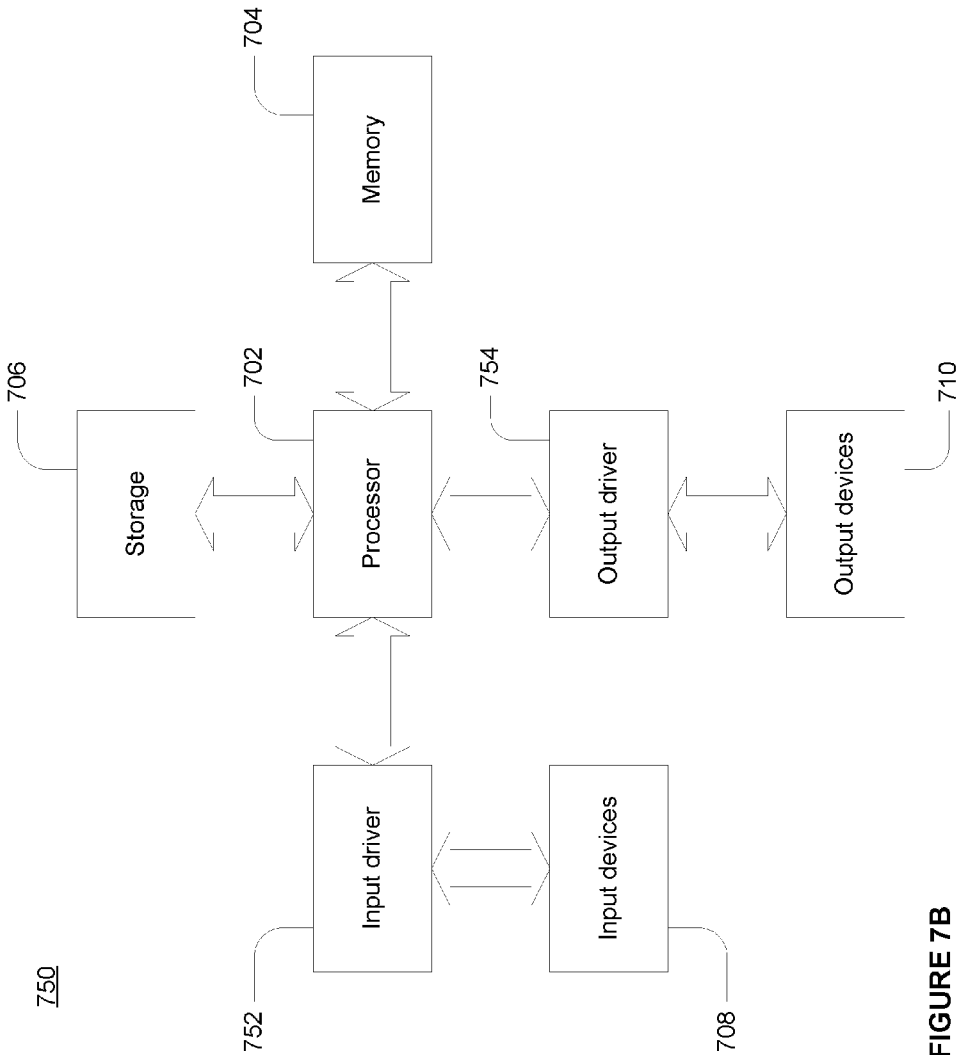 750
706
Storage
752
702
704
Input driver
Processor
Memory
754
Input devices
Output driver
708
Output devices
710
FIGURE 7B